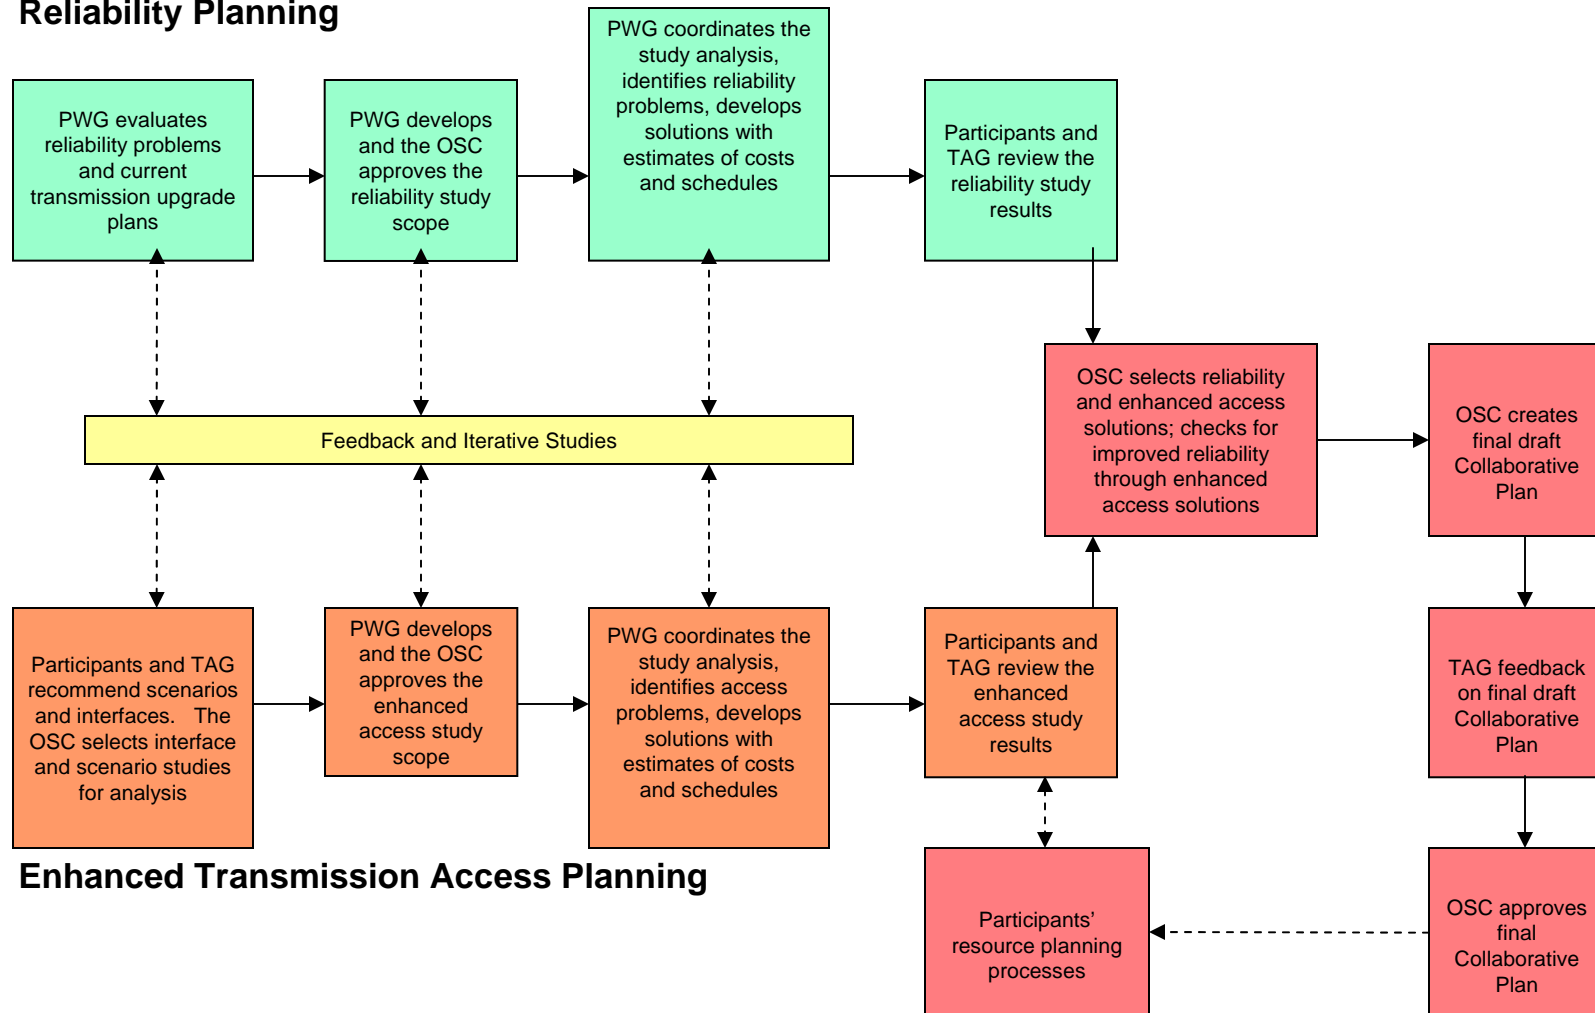 Reliability Planning
PWG evaluates
reliability problems
and current
transmission upgrade
plans
PWG develops
and the OSC
approves the
reliability study
scope
PWG coordinates the
study analysis,
identifies reliability
problems, develops
solutions with
estimates of costs
and schedules
Participants and
TAG review the
reliability study
results
Feedback and Iterative Studies
OSC selects reliability
and enhanced access
solutions; checks for
improved reliability
through enhanced
access solutions
OSC creates
final draft
Collaborative
Plan
Participants and TAG
recommend scenarios
and interfaces. The
OSC selects interface
and scenario studies
for analysis
PWG develops
and the OSC
approves the
enhanced
access study
scope
PWG coordinates the
study analysis,
identifies access
problems, develops
solutions with
estimates of costs
and schedules
Participants and
TAG review the
enhanced
access study
results
TAG feedback
on final draft
Collaborative
Plan
Enhanced Transmission Access Planning
Participants’
resource planning
processes
OSC approves
final
Collaborative
Plan